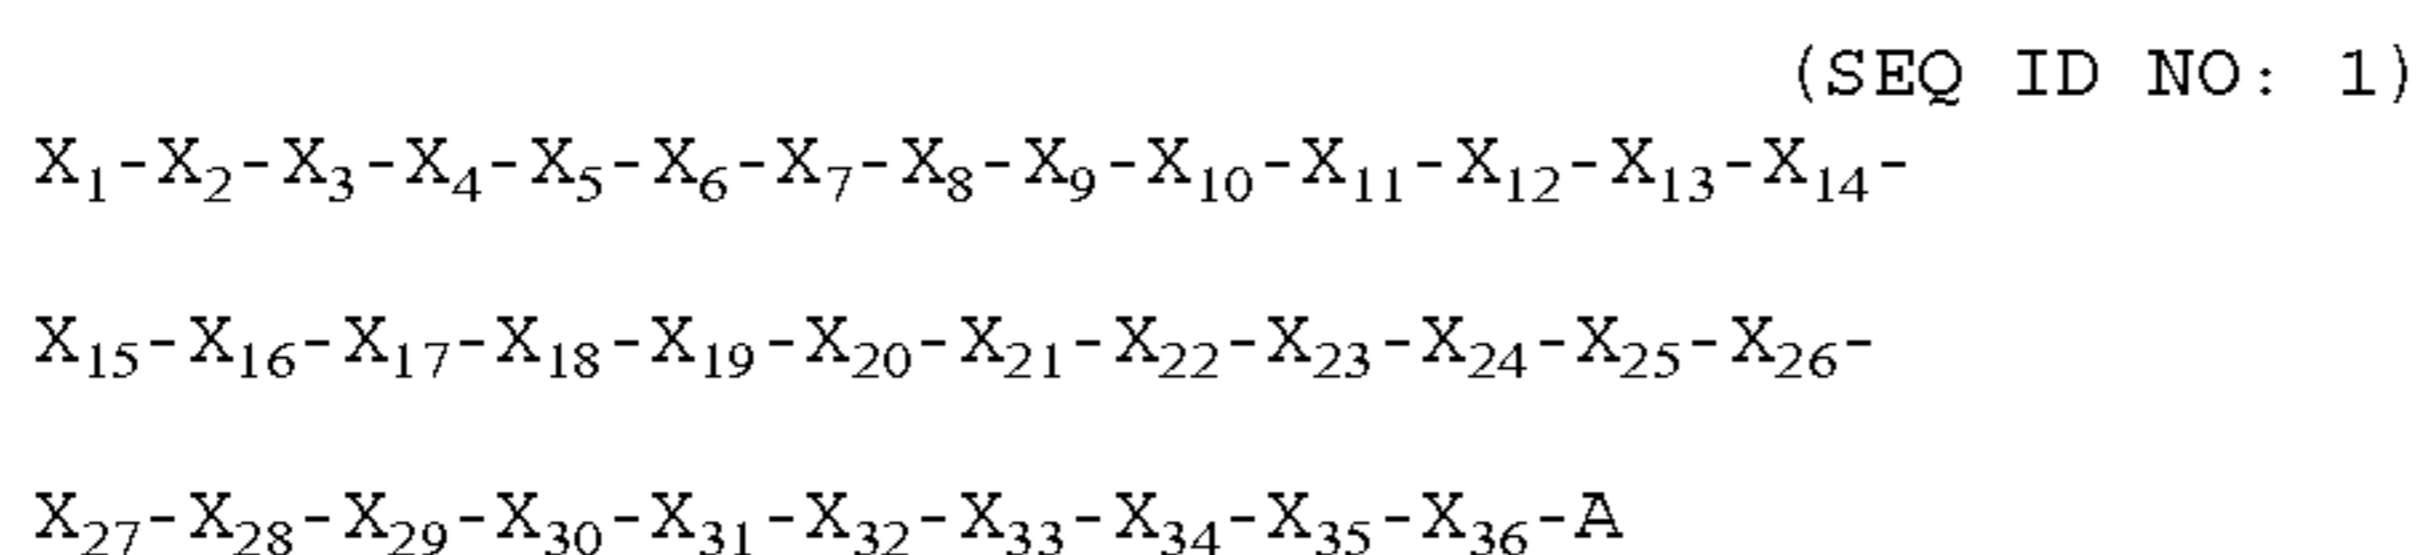 (SEQ ID NO: 1)
X₁-X₂-X₃-X₄-X₅-X₆-X₇-X₈-X₉-X₁₀-X₁₁-X₁₂-X₁₃-X₁₄-
X₁₅-X₁₆-X₁₇-X₁₈-X₁₉-X₂₀-X₂₁-X₂₂-X₂₃-X₂₄-X₂₅-X₂₆-
X₂₇-X₂₈-X₂₉-X₃₀-X₃₁-X₃₂-X₃₃-X₃₄-X₃₅-X₃₆-A